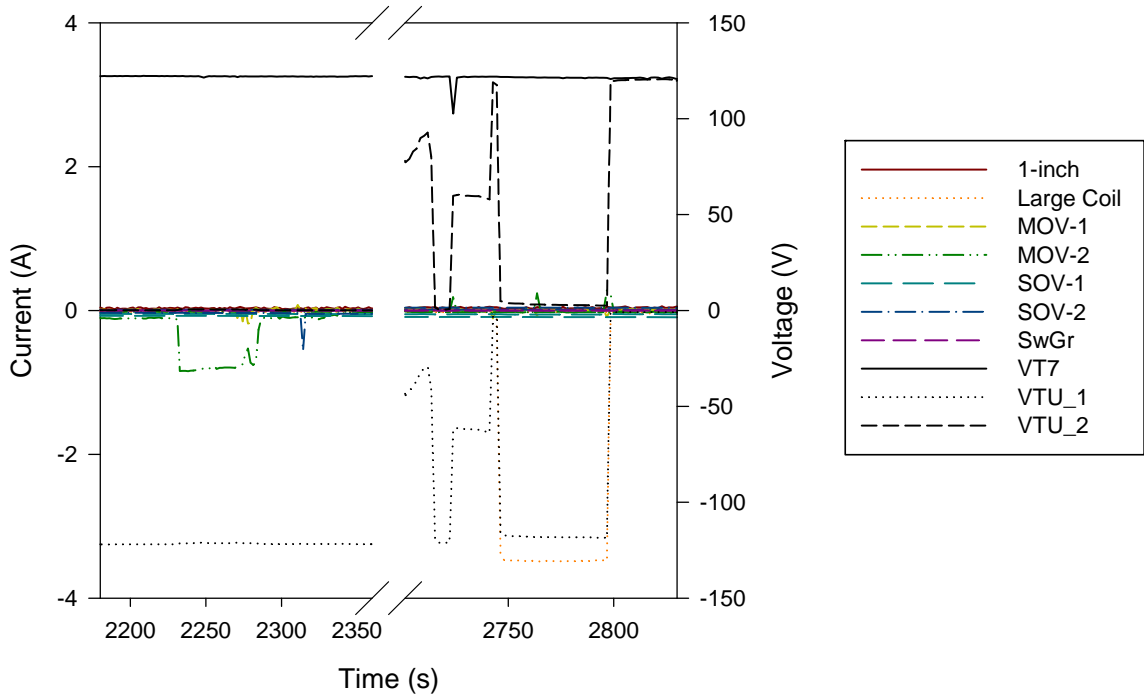 4
2
0
-2
-4
Current (A)
150
100
50
0
-50
-100
-150
Voltage (V)
2200
2250
2300
2350
2750
2800
Time (s)
1-inch
Large Coil
MOV-1
MOV-2
SOV-1
SOV-2
SwGr
VT7
VTU_1
VTU_2